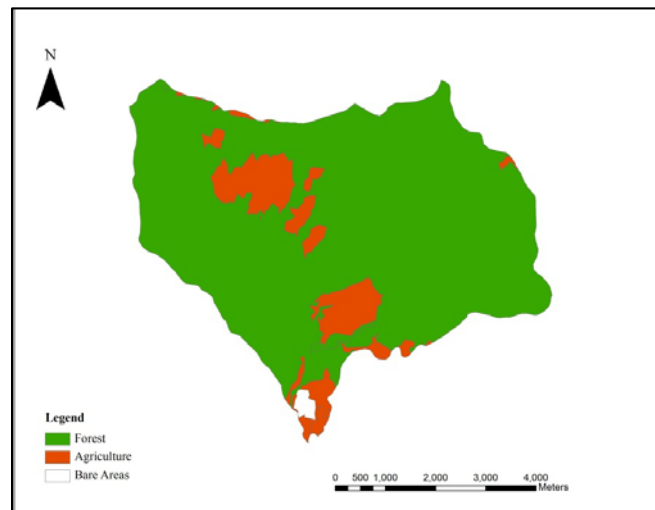 N
Legend
Forest
Agriculture
Bare Areas
0 500 1,000 2,000 3,000 4,000
Meters